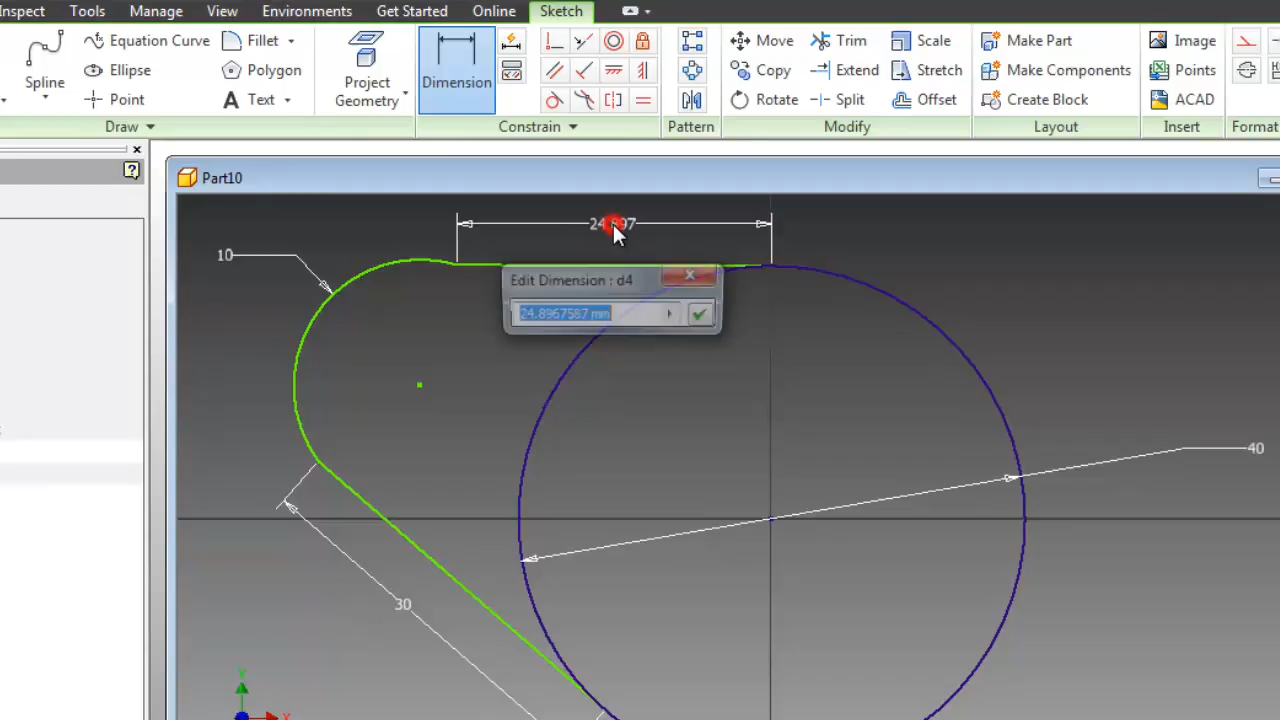 Inspect Tools Manage View Environments Get Started Online Sketch
Spline
Equation Curve
Ellipse
Point
Fillet
Polygon
Text
Project
Geometry
Draw
Dimension
Constrain
Pattern
Move
Copy
Rotate
Trim
Extend
Split
Scale
Stretch
Offset
Modify
Make Part
Make Components
Create Block
Layout
Image
Points
ACAD
Insert
Format
Part10
10
Edit Dimension : d4
24.8967587 mm
40
30
Y
X